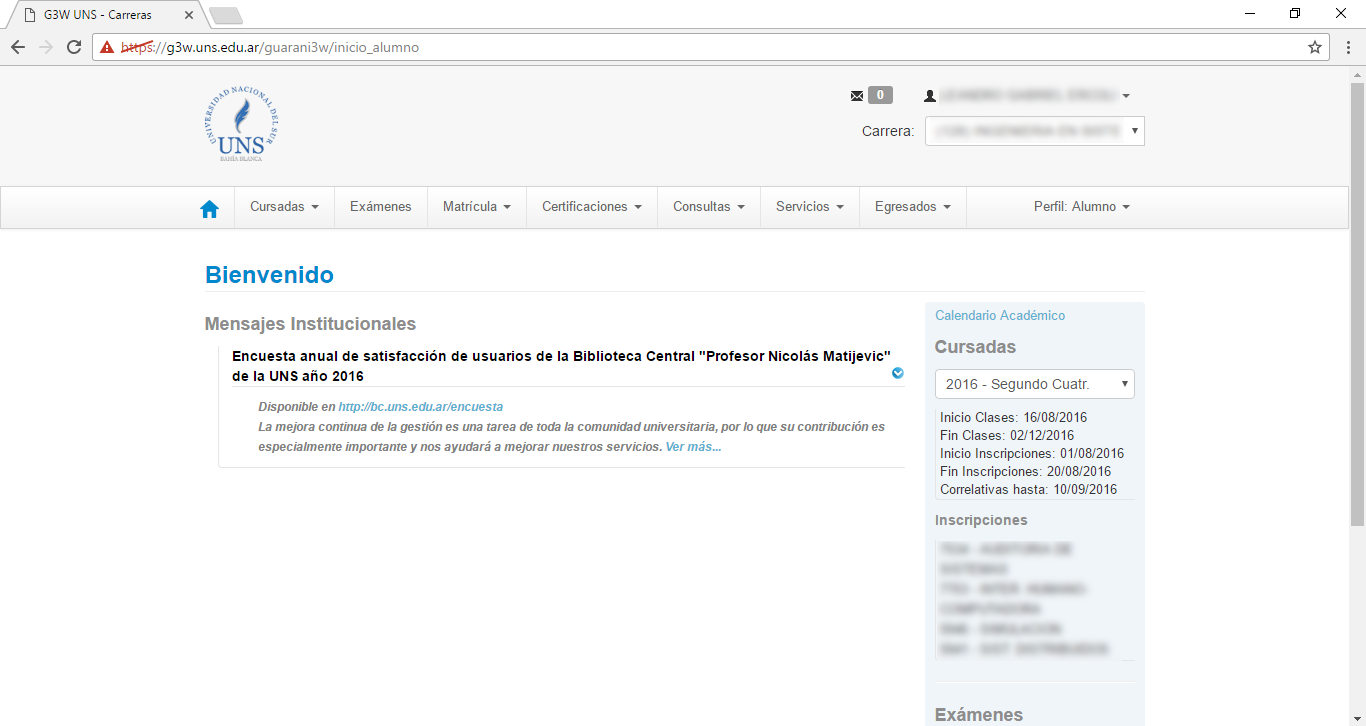 G3W UNS - Carreras
https://g3w.uns.edu.ar/guarani3w/inicio_alumno
UNIVERSIDAD NACIONAL DEL SUR
UNS
BAHÍA BLANCA
0
Carrera:
Cursadas
Exámenes
Matrícula
Certificaciones
Consultas
Servicios
Egresados
Perfil: Alumno
Bienvenido
Mensajes Institucionales
Encuesta anual de satisfacción de usuarios de la Biblioteca Central "Profesor Nicolás Matijevic"
de la UNS año 2016
Disponible en http://bc.uns.edu.ar/encuesta
La mejora continua de la gestión es una tarea de toda la comunidad universitaria, por lo que su contribución es
especialmente importante y nos ayudará a mejorar nuestros servicios. Ver más...
Calendario Académico
Cursadas
2016 - Segundo Cuatr.
Inicio Clases: 16/08/2016
Fin Clases: 02/12/2016
Inicio Inscripciones: 01/08/2016
Fin Inscripciones: 20/08/2016
Correlativas hasta: 10/09/2016
Inscripciones
Exámenes